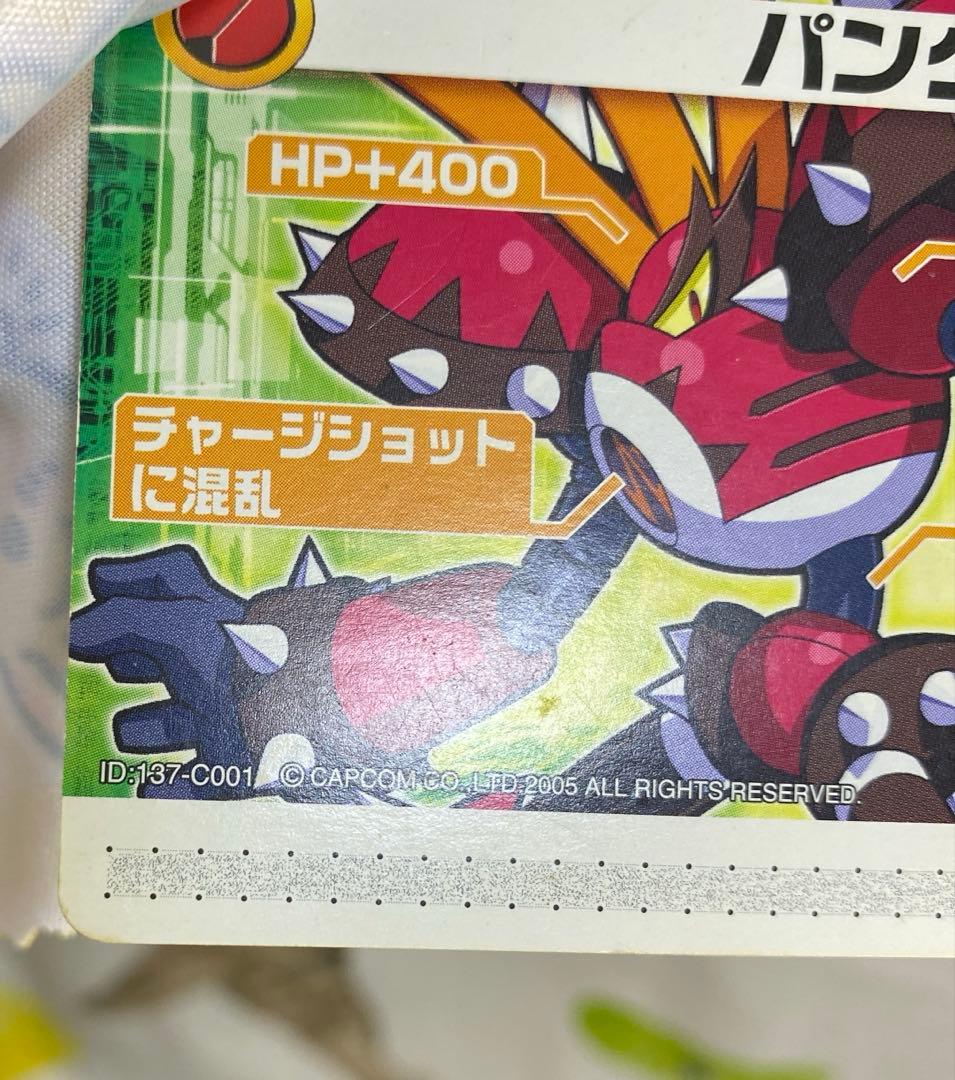 パンク
HP+400
チャージショット
に混乱
ID:137-C001 © CAPCOM CO.,LTD.2005 ALL RIGHTS RESERVED.